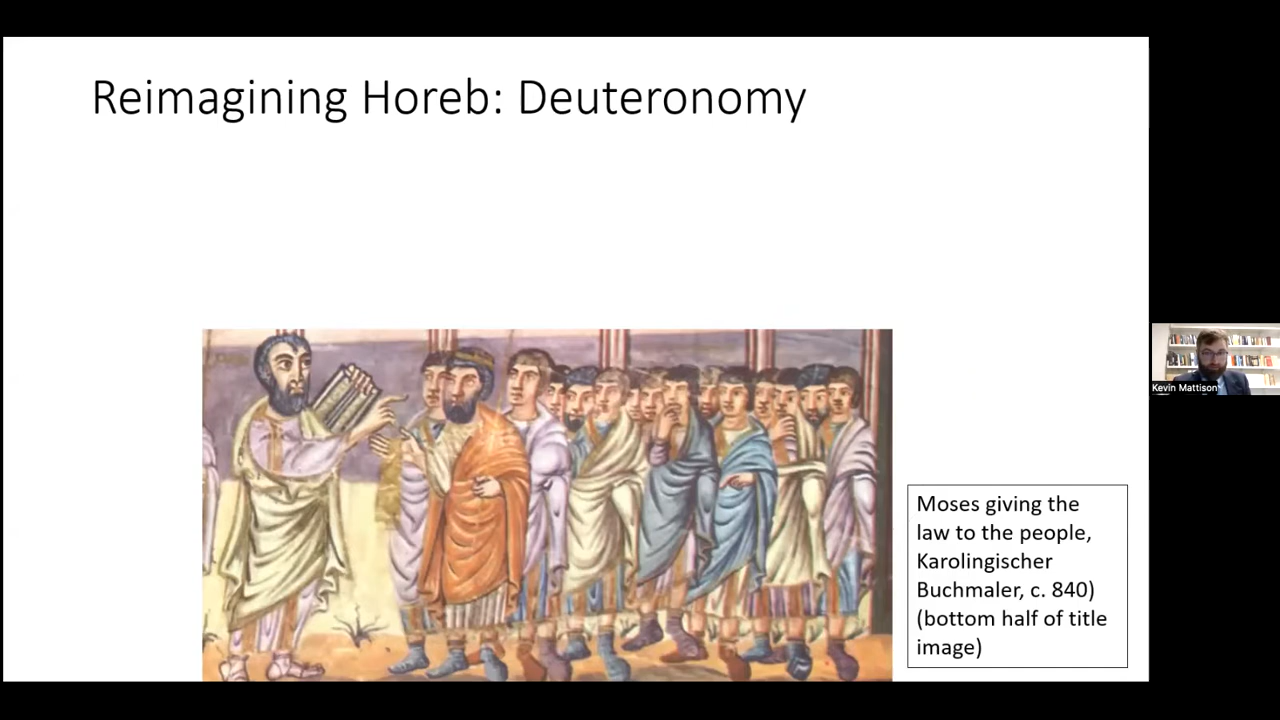 Reimagining Horeb: Deuteronomy
Moses giving the
law to the people,
Karolingischer
Buchmaler, c. 840)
(bottom half of title
image)
Kevin Mattison